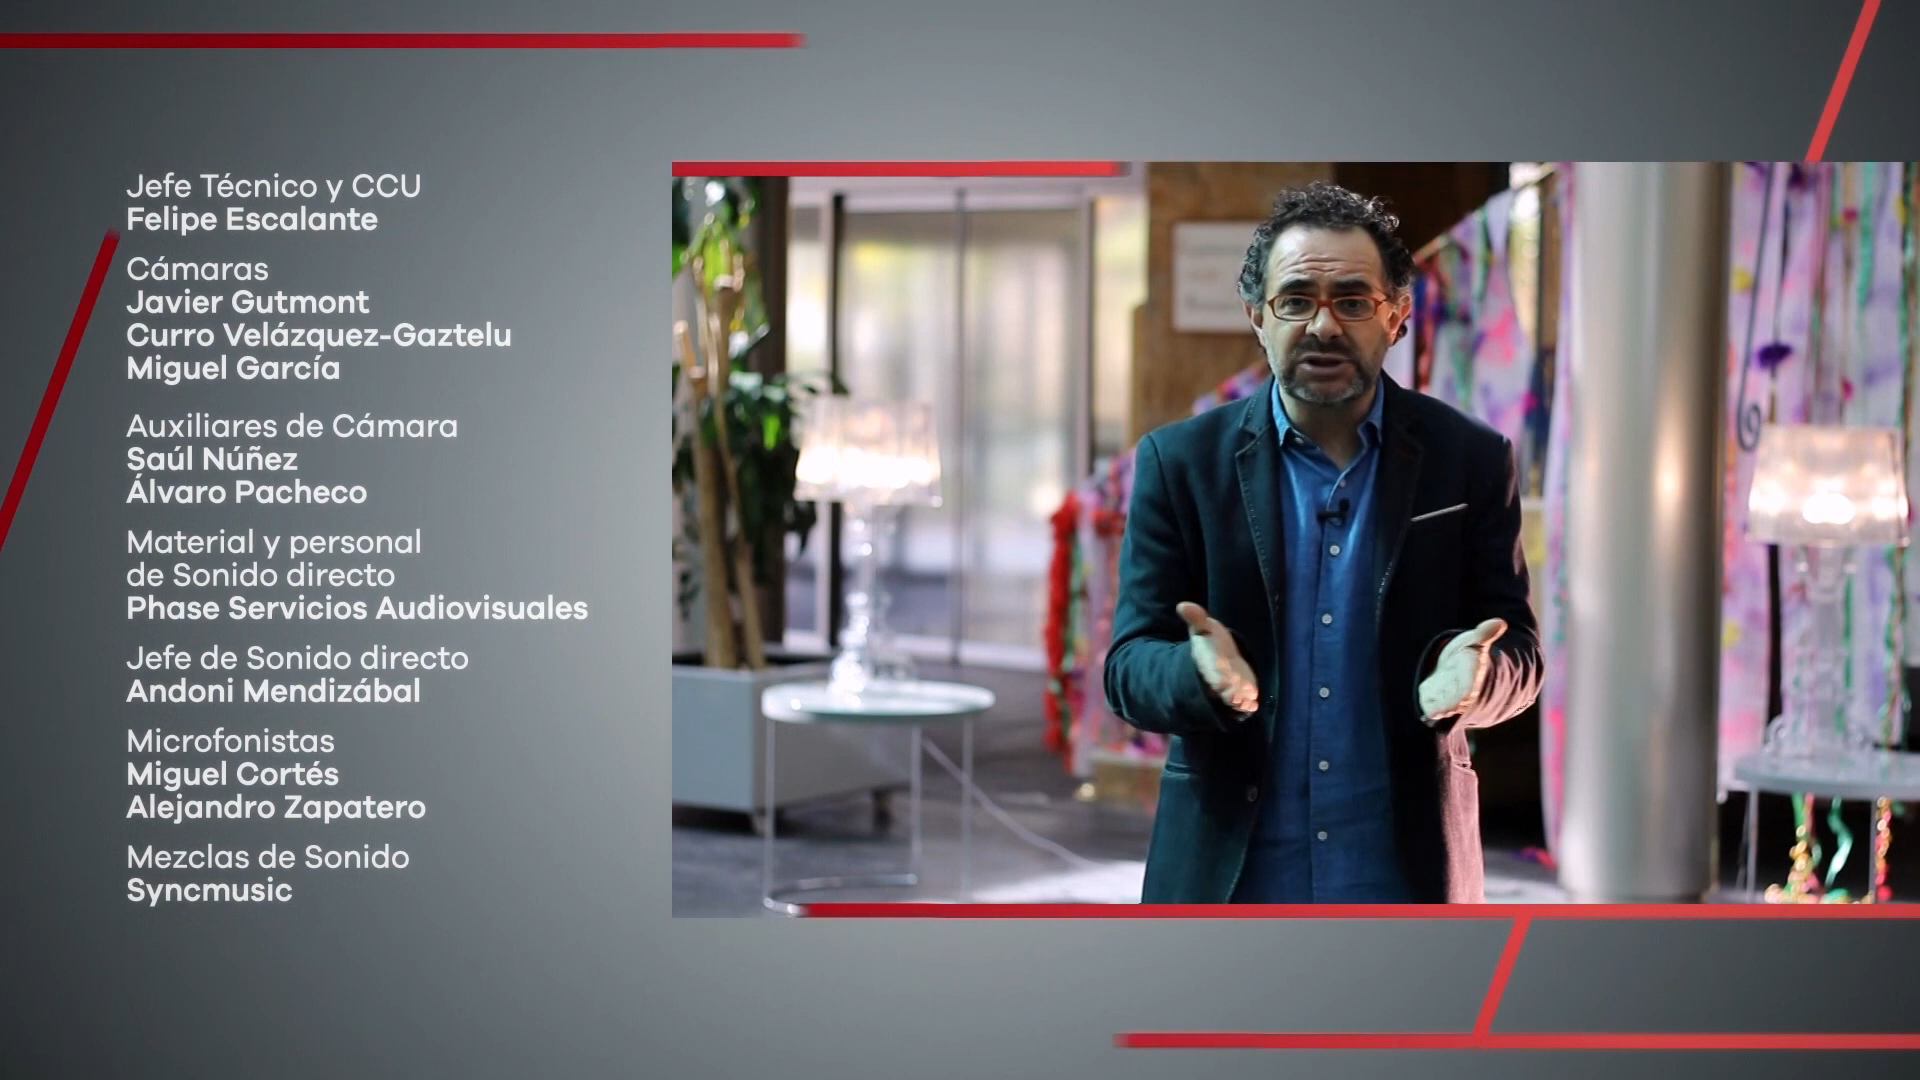 Jefe Técnico y CCU
Felipe Escalante
Cámaras
Javier Gutmont
Curro Velázquez-Gaztelu
Miguel García
Auxiliares de Cámara
Saúl Núñez
Álvaro Pacheco
Material y personal
de Sonido directo
Phase Servicios Audiovisuales
Jefe de Sonido directo
Andoni Mendizábal
Microfonistas
Miguel Cortés
Alejandro Zapatero
Mezclas de Sonido
Syncmusic